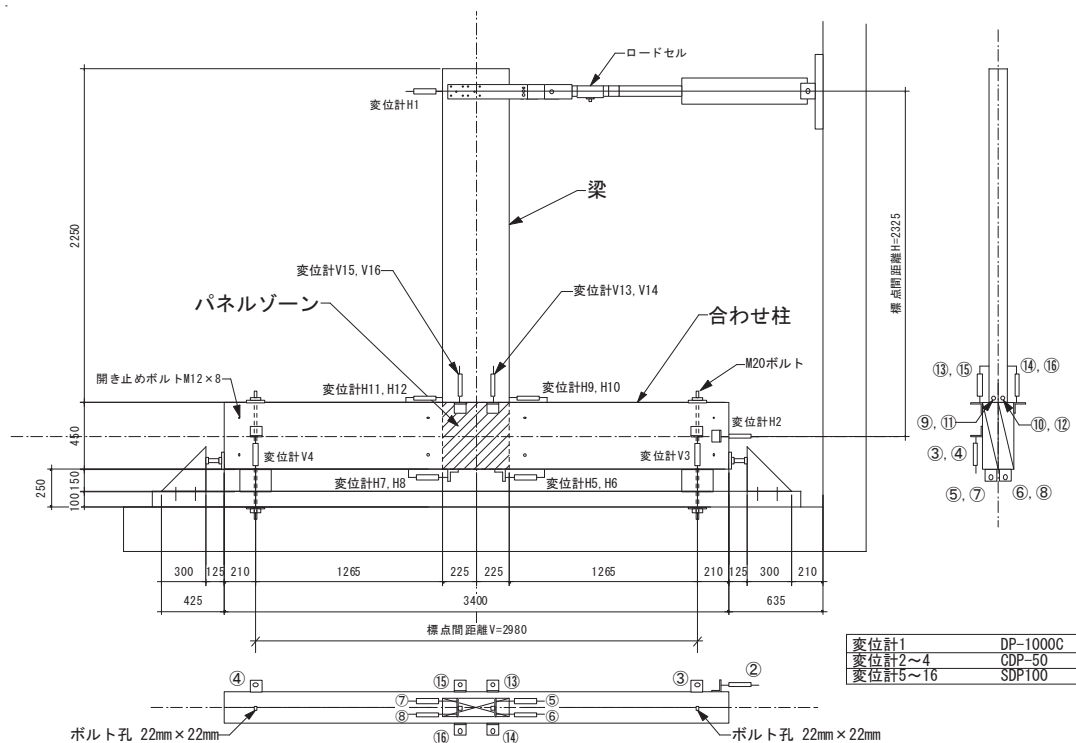 ロードセル
変位計H1
梁
2250
標点間距離H=2325
変位計V15,V16
変位計V13,V14
パネルゾーン
合わせ柱
M20ボルト
開き止めボルトM12×8
変位計H11,H12
変位計H9,H10
変位計H2
450
変位計V4
変位計V3
変位計H7,H8
変位計H5,H6
250
150
100
⑬,⑮
⑭,⑯
⑨,⑪
⑩,⑫
③,④
⑤,⑦
⑥,⑧
300 125 210 1265 225 225 1265 210 125 300 210
425 3400 635
標点間距離V=2980
変位計1 DP-1000C
変位計2~4 CDP-50
変位計5~16 SDP100
④ ⑮ ⑬ ③ ②
⑦ ⑤
⑧ ⑥
⑯ ⑭
ボルト孔 22mm×22mm
ボルト孔 22mm×22mm